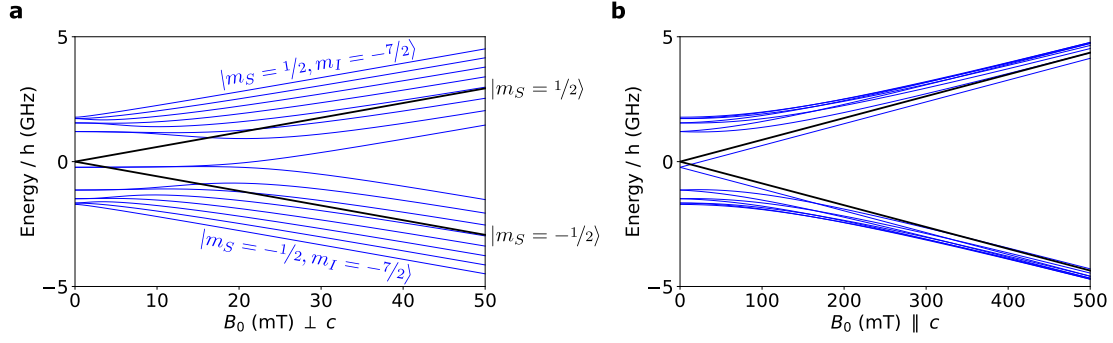 a
b
5
0
−5
Energy / h (GHz)
0 10 20 30 40 50
B₀ (mT) ⊥ c
|m_S = ¹/₂, m_I = −⁷/₂⟩
|m_S = −¹/₂, m_I = −⁷/₂⟩
|m_S = ¹/₂⟩
|m_S = −¹/₂⟩
5
0
−5
Energy / h (GHz)
0 100 200 300 400 500
B₀ (mT) ∥ c